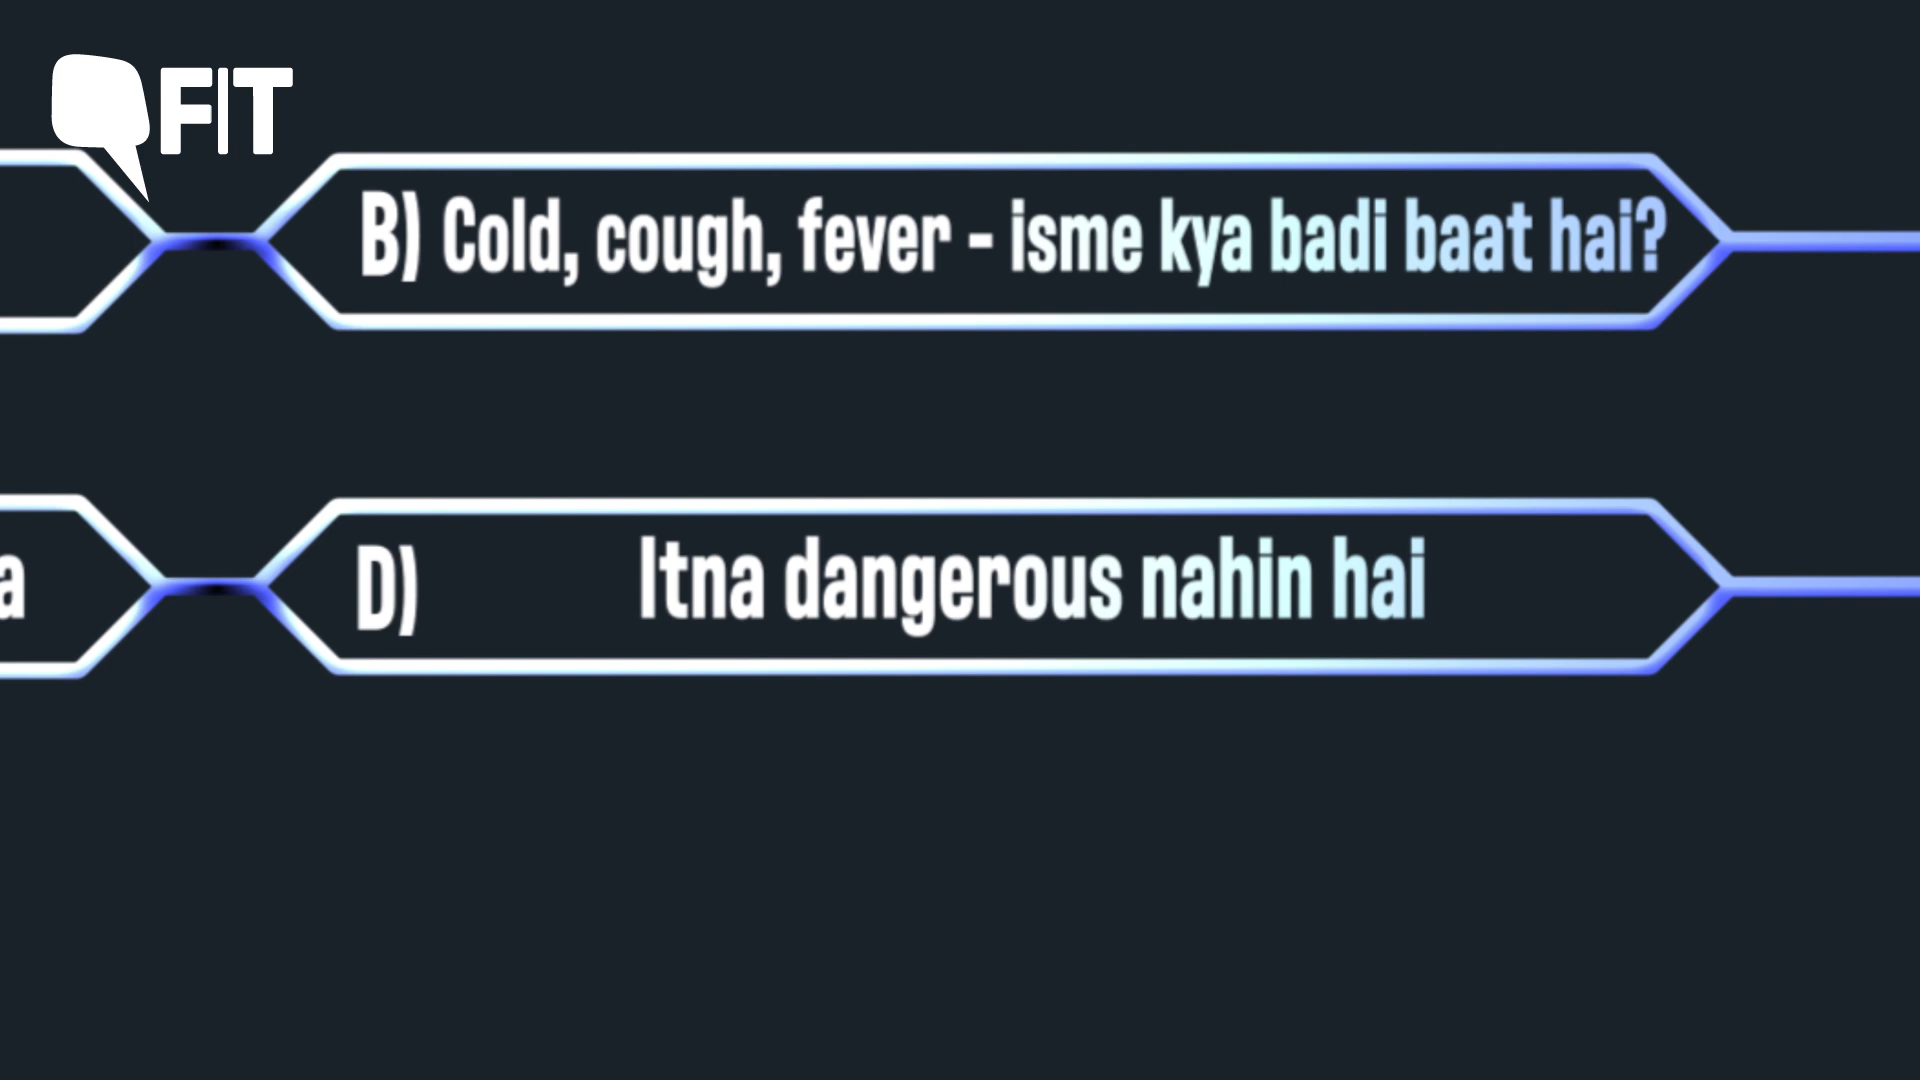 FIT
B) Cold, cough, fever - isme kya badi baat hai?
a
D) Itna dangerous nahin hai